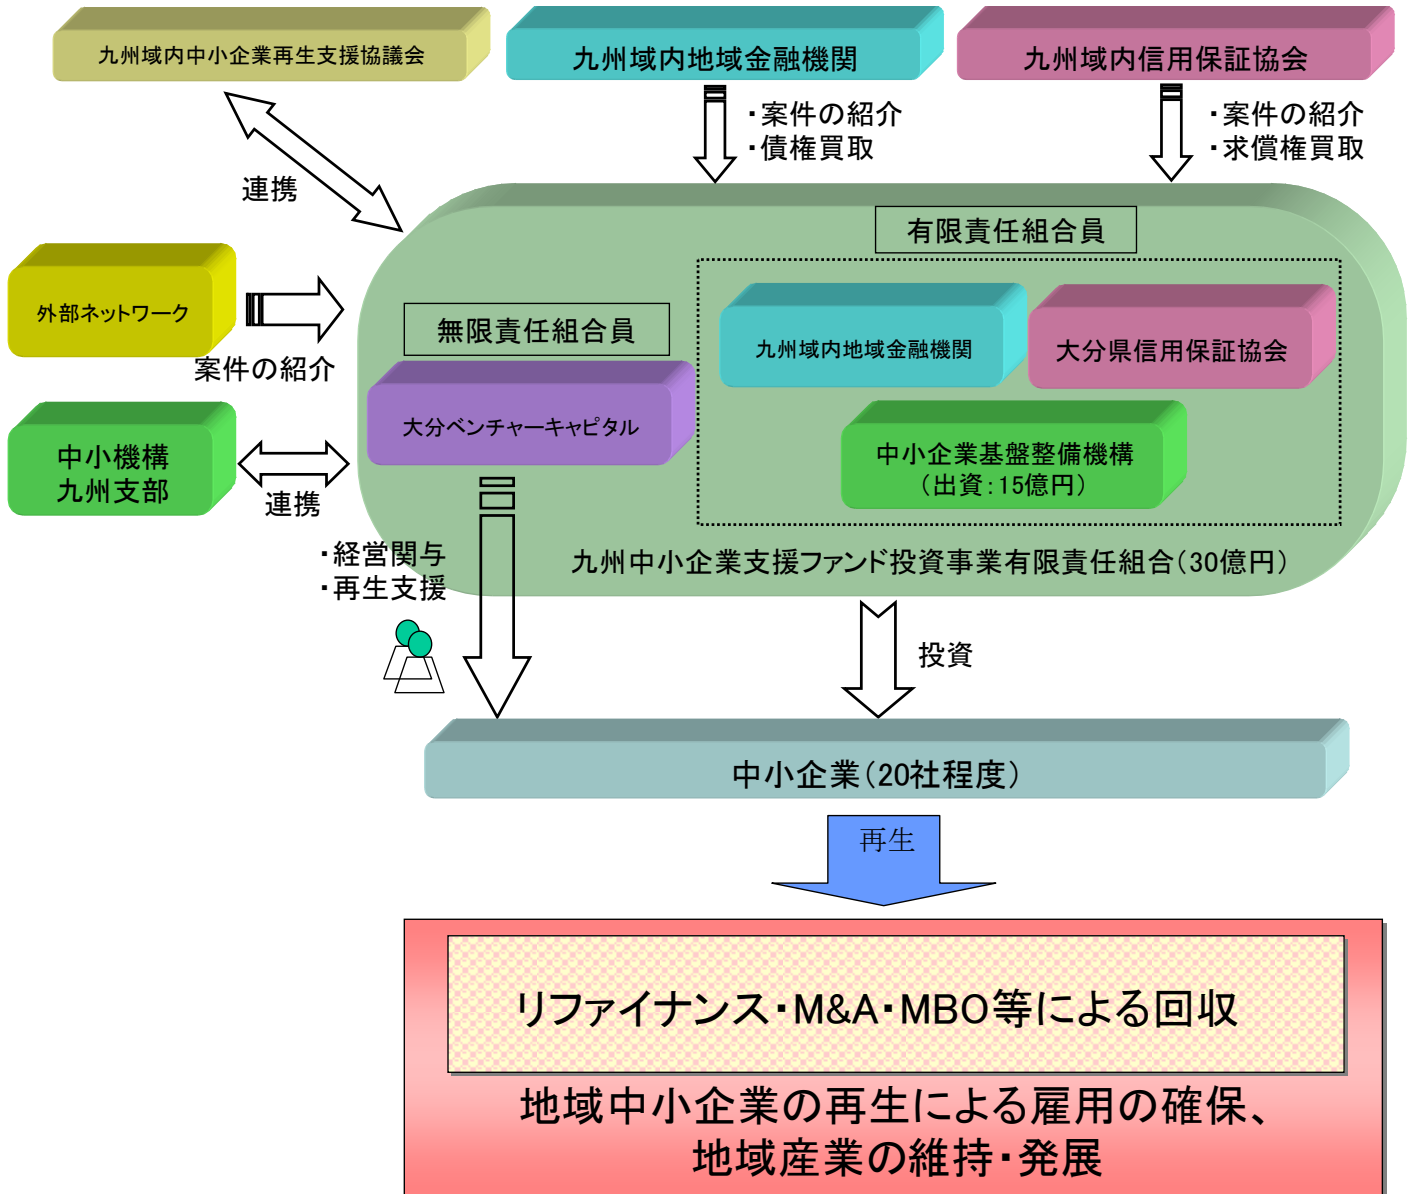 九州域内中小企業再生支援協議会
九州域内地域金融機関
九州域内信用保証協会
・案件の紹介
・債権買取
・案件の紹介
・求償権買取
連携
有限責任組合員
外部ネットワーク
案件の紹介
無限責任組合員
大分ベンチャーキャピタル
九州域内地域金融機関
大分県信用保証協会
中小企業基盤整備機構
（出資：15億円）
中小機構
九州支部
連携
・経営関与
・再生支援
九州中小企業支援ファンド投資事業有限責任組合（30億円）
投資
中小企業（20社程度）
再生
リファイナンス・M&A・MBO等による回収
地域中小企業の再生による雇用の確保、
地域産業の維持・発展